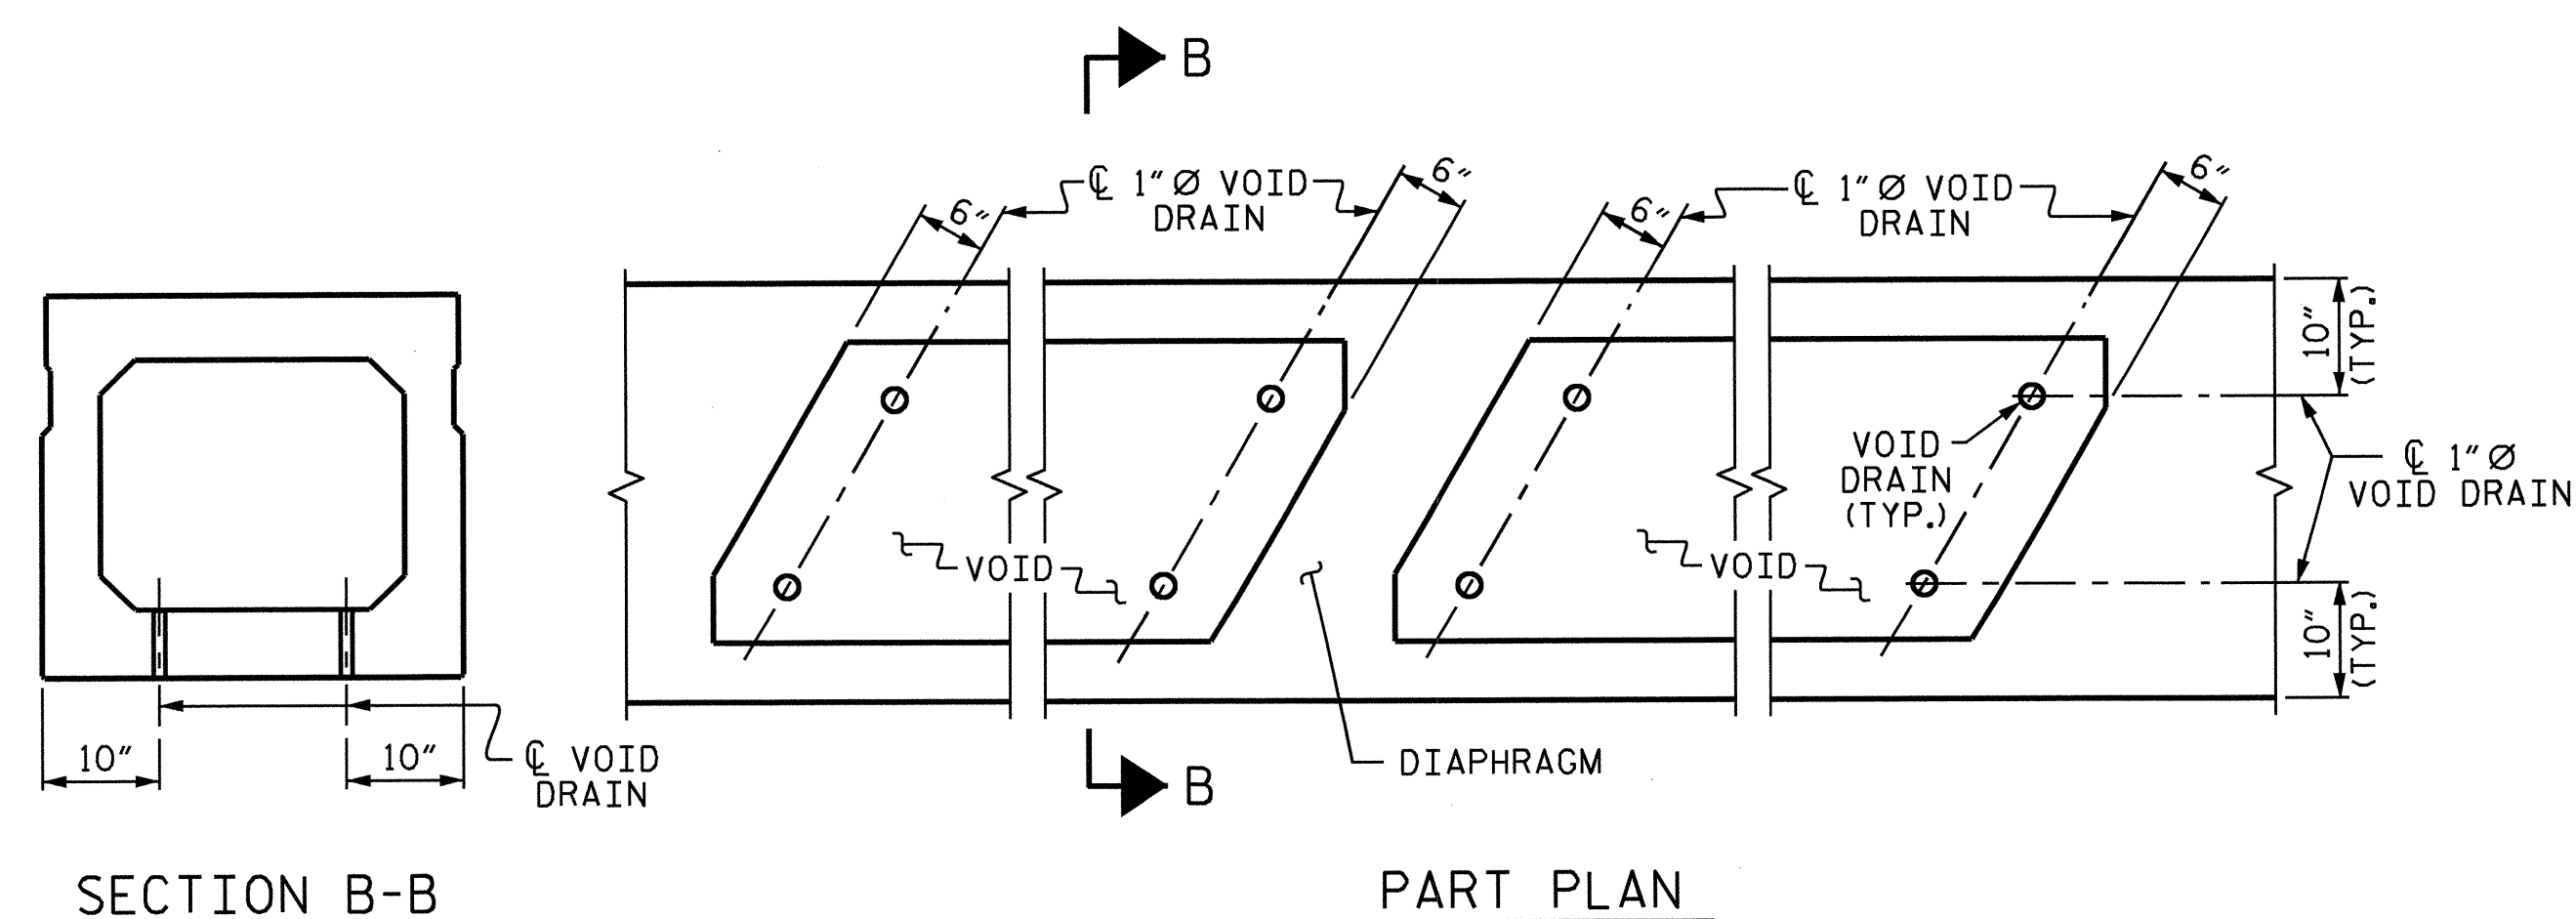 B
℄ 1"Ø VOID
DRAIN
6"
6"
℄ 1"Ø VOID
DRAIN
6"
6"
10"
(TYP.)
VOID
DRAIN
(TYP.)
℄ 1"Ø
VOID DRAIN
VOID
VOID
10"
(TYP.)
10"
10"
℄ VOID
DRAIN
DIAPHRAGM
B
SECTION B-B
PART PLAN